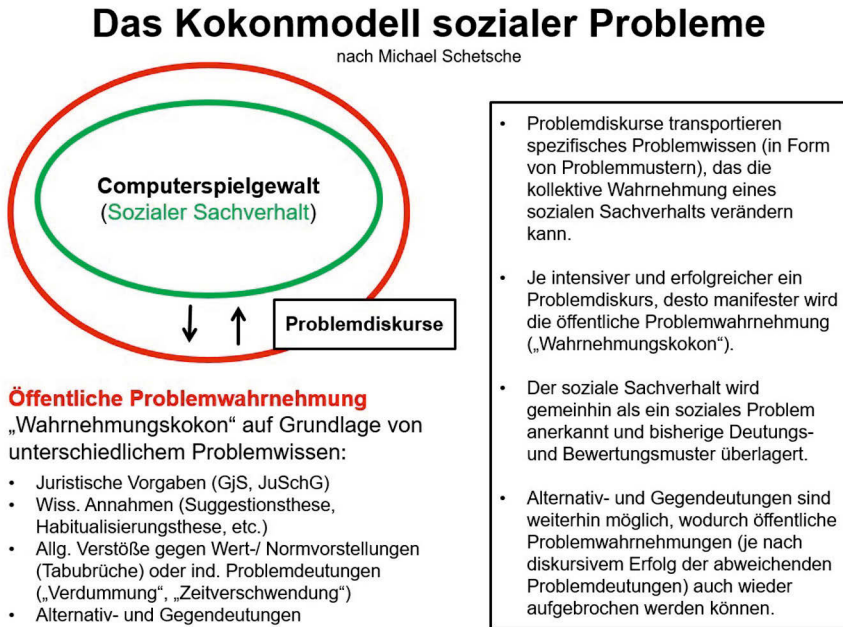 Das Kokonmodell sozialer Probleme
nach Michael Schetsche
Computerspielgewalt
(Sozialer Sachverhalt)
Problemdiskurse
Öffentliche Problemwahrnehmung
„Wahrnehmungskokon“ auf Grundlage von
unterschiedlichem Problemwissen:
• Juristische Vorgaben (GjS, JuSchG)
• Wiss. Annahmen (Suggestionsthese,
Habitualisierungsthese, etc.)
• Allg. Verstöße gegen Wert-/ Normvorstellungen
(Tabubrüche) oder ind. Problemdeutungen
(„Verdummung“, „Zeitverschwendung“)
• Alternativ- und Gegendeutungen
• Problemdiskurse transportieren
spezifisches Problemwissen (in Form
von Problemmustern), das die
kollektive Wahrnehmung eines
sozialen Sachverhalts verändern
kann.
• Je intensiver und erfolgreicher ein
Problemdiskurs, desto manifester wird
die öffentliche Problemwahrnehmung
(„Wahrnehmungskokon“).
• Der soziale Sachverhalt wird
gemeinhin als ein soziales Problem
anerkannt und bisherige Deutungs-
und Bewertungsmuster überlagert.
• Alternativ- und Gegendeutungen sind
weiterhin möglich, wodurch öffentliche
Problemwahrnehmungen (je nach
diskursivem Erfolg der abweichenden
Problemdeutungen) auch wieder
aufgebrochen werden können.